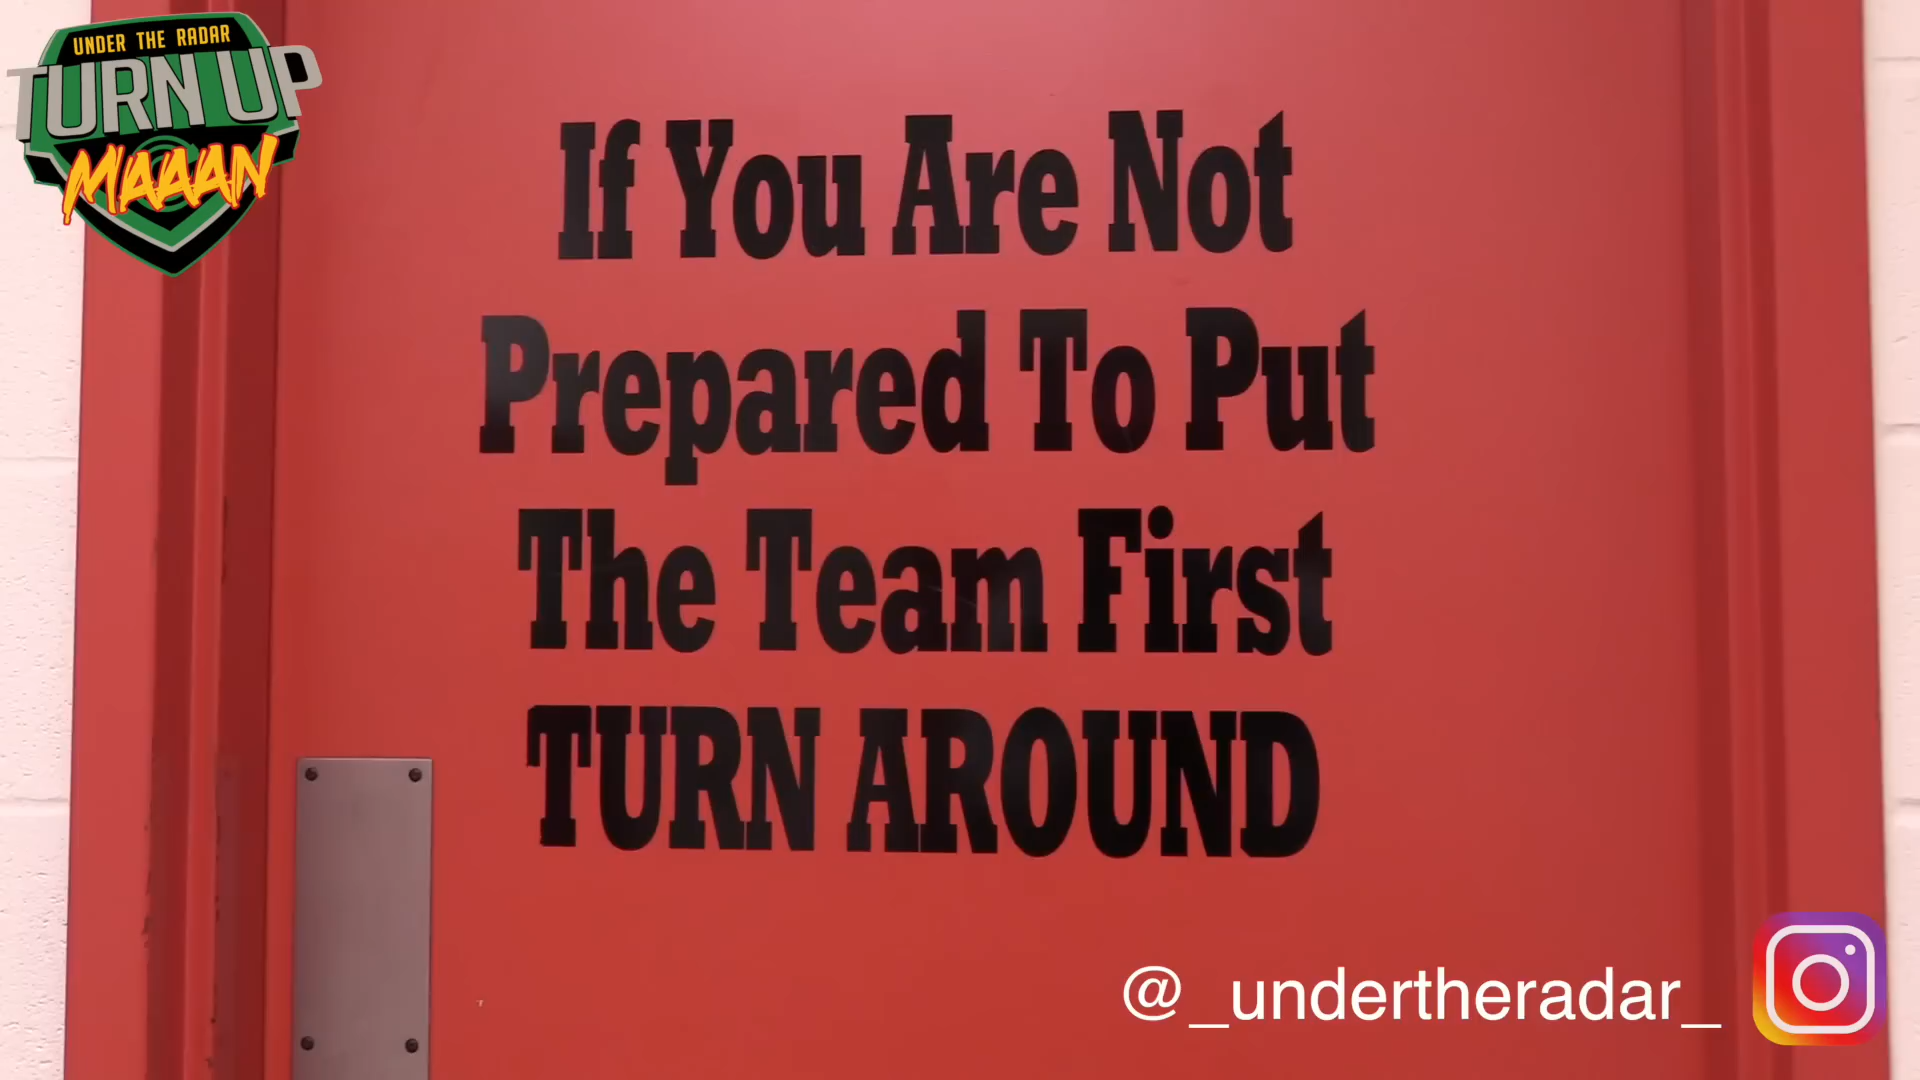 UNDER THE RADAR
TURN UP
MAAAN
If You Are Not
Prepared To Put
The Team First
TURN AROUND
@_undertheradar_